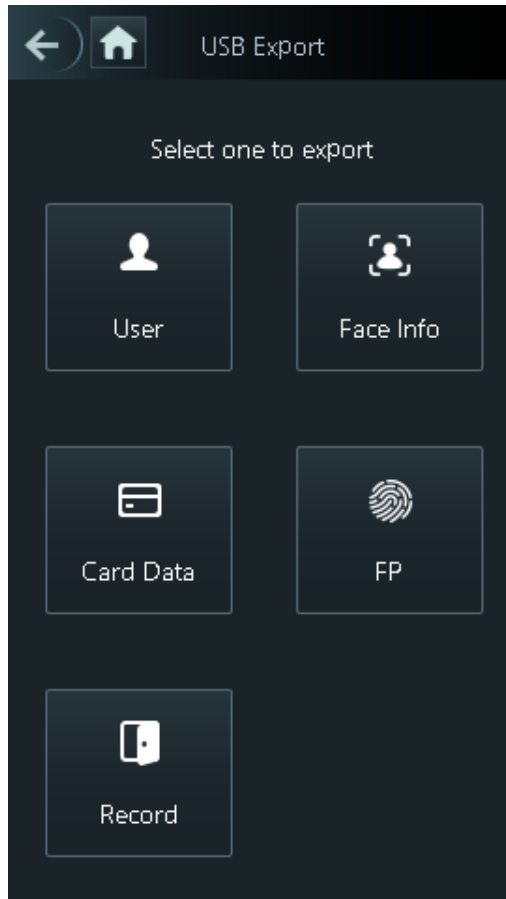 USB Export
Select one to export
User
Face Info
Card Data
FP
Record